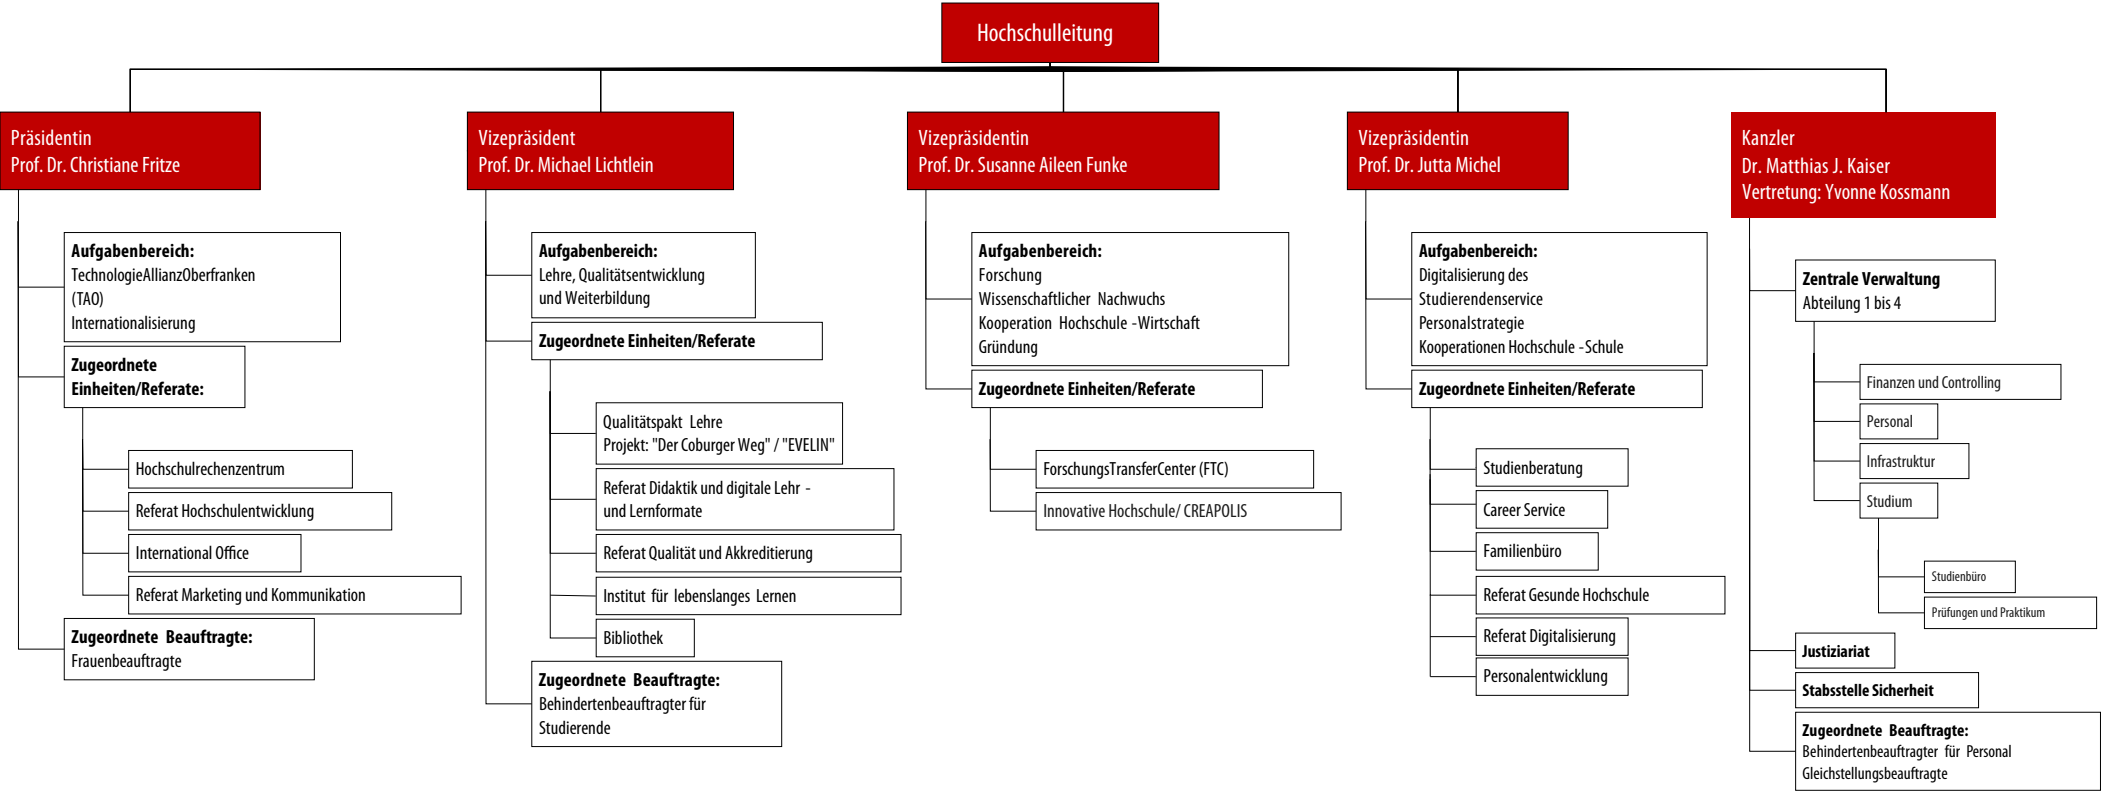 Hochschulleitung
Präsidentin
Prof. Dr. Christiane Fritze
Aufgabenbereich:
TechnologieAllianzOberfranken
(TAO)
Internationalisierung
Zugeordnete
Einheiten/Referate:
Hochschulrechenzentrum
Referat Hochschulentwicklung
International Office
Referat Marketing und Kommunikation
Zugeordnete Beauftragte:
Frauenbeauftragte
Vizepräsident
Prof. Dr. Michael Lichtlein
Aufgabenbereich:
Lehre, Qualitätsentwicklung
und Weiterbildung
Zugeordnete Einheiten/Referate
Qualitätspakt Lehre
Projekt: "Der Coburger Weg" / "EVELIN"
Referat Didaktik und digitale Lehr -
und Lernformate
Referat Qualität und Akkreditierung
Institut für lebenslanges Lernen
Bibliothek
Zugeordnete Beauftragte:
Behindertenbeauftragter für
Studierende
Vizepräsidentin
Prof. Dr. Susanne Aileen Funke
Aufgabenbereich:
Forschung
Wissenschaftlicher Nachwuchs
Kooperation Hochschule -Wirtschaft
Gründung
Zugeordnete Einheiten/Referate
ForschungsTransferCenter (FTC)
Innovative Hochschule/ CREAPOLIS
Vizepräsidentin
Prof. Dr. Jutta Michel
Aufgabenbereich:
Digitalisierung des
Studierendenservice
Personalstrategie
Kooperationen Hochschule -Schule
Zugeordnete Einheiten/Referate
Studienberatung
Career Service
Familienbüro
Referat Gesunde Hochschule
Referat Digitalisierung
Personalentwicklung
Kanzler
Dr. Matthias J. Kaiser
Vertretung: Yvonne Kossmann
Zentrale Verwaltung
Abteilung 1 bis 4
Finanzen und Controlling
Personal
Infrastruktur
Studium
Studienbüro
Prüfungen und Praktikum
Justiziariat
Stabsstelle Sicherheit
Zugeordnete Beauftragte:
Behindertenbeauftragter für Personal
Gleichstellungsbeauftragte